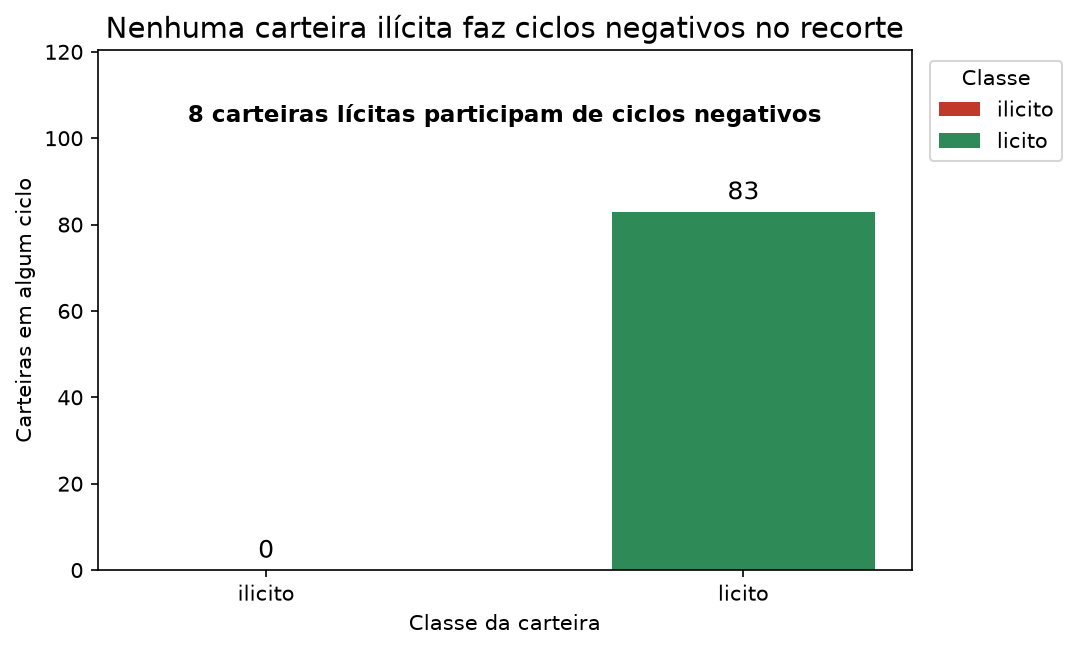 Nenhuma carteira ilícita faz ciclos negativos no recorte
120
100
80
60
40
20
0
Carteiras em algum ciclo
8 carteiras lícitas participam de ciclos negativos
0
83
ilicito
licito
Classe da carteira
Classe
ilicito
licito